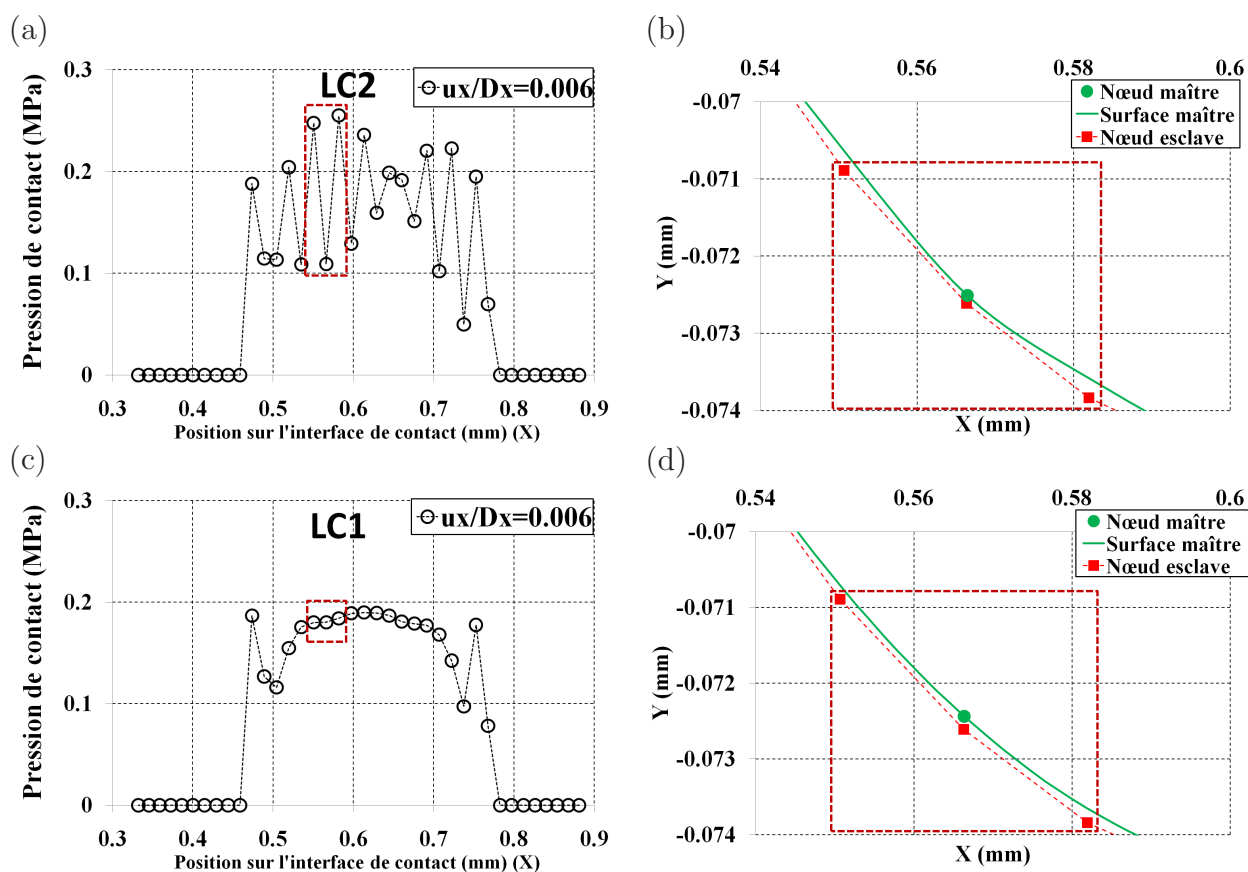 (a)
Pression de contact (MPa)
0.3
0.2
0.1
0
LC2
ux/Dx=0.006
0.3 0.4 0.5 0.6 0.7 0.8 0.9
Position sur l'interface de contact (mm) (X)
(b)
0.54 0.56 0.58 0.6
Y (mm)
-0.07
-0.071
-0.072
-0.073
-0.074
Nœud maître
Surface maître
Nœud esclave
X (mm)
(c)
Pression de contact (MPa)
0.3
0.2
0.1
0
LC1
ux/Dx=0.006
0.3 0.4 0.5 0.6 0.7 0.8 0.9
Position sur l'interface de contact (mm) (X)
(d)
0.54 0.56 0.58 0.6
Y (mm)
-0.07
-0.071
-0.072
-0.073
-0.074
Nœud maître
Surface maître
Nœud esclave
X (mm)